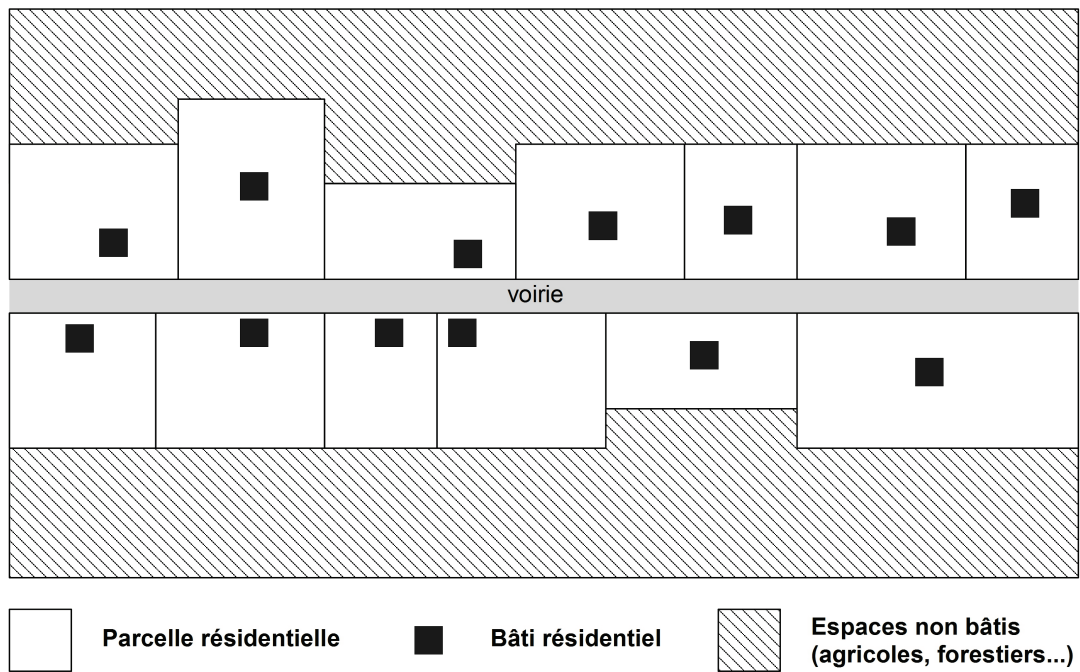 voirie
Parcelle résidentielle
Bâti résidentiel
Espaces non bâtis
(agricoles, forestiers...)